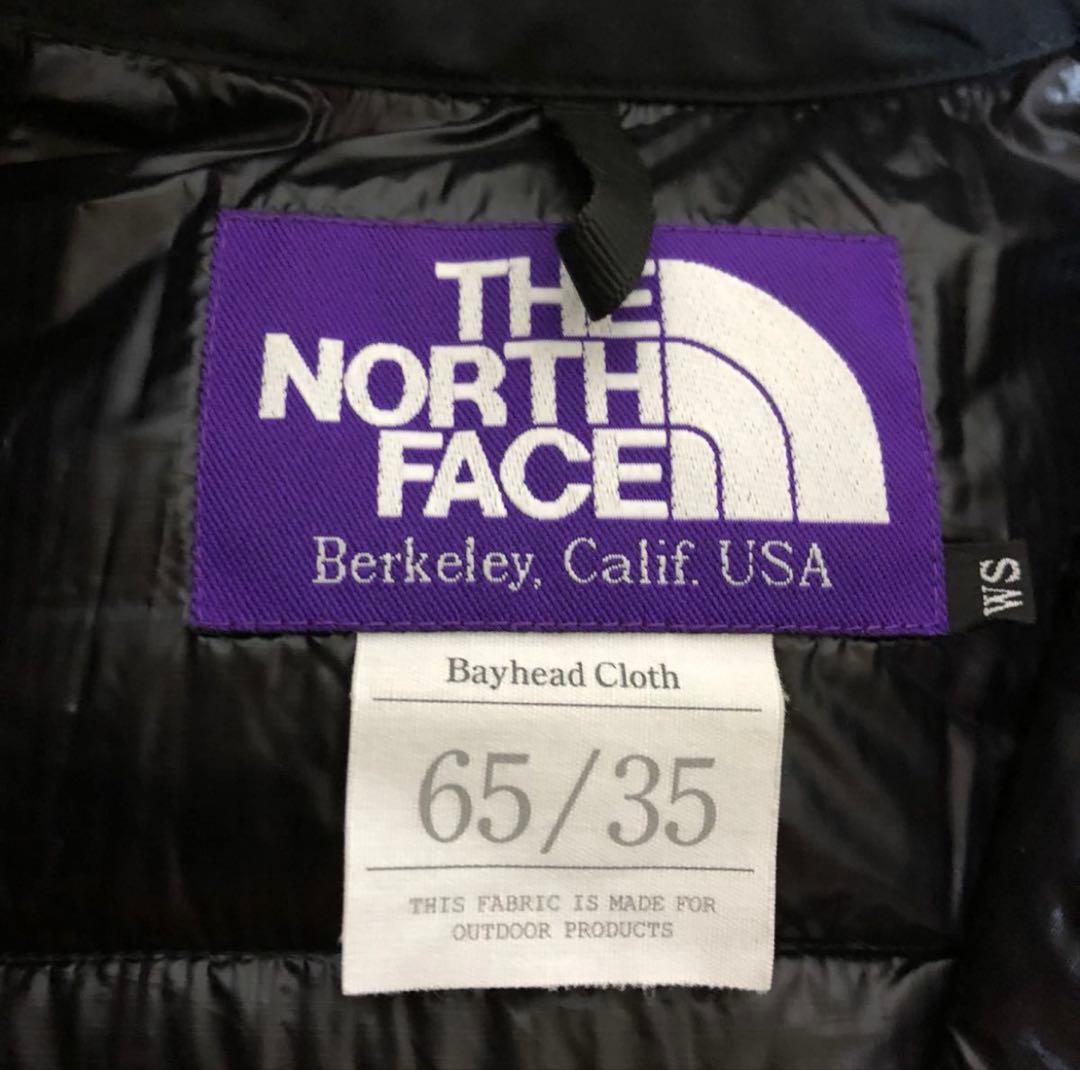 THE
NORTH
FACE
Berkeley, Calif. USA
WS
Bayhead Cloth
65/35
THIS FABRIC IS MADE FOR
OUTDOOR PRODUCTS